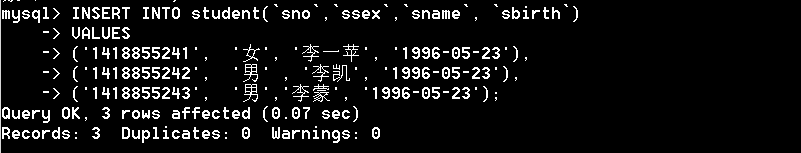 mysql> INSERT INTO student(`sno`,`ssex`,`sname`, `sbirth`)
    -> VALUES
    -> ('1418855241', '女', '李一苹', '1996-05-23'),
    -> ('1418855242', '男' , '李凯', '1996-05-23'),
    -> ('1418855243', '男','李蒙', '1996-05-23');
Query OK, 3 rows affected (0.07 sec)
Records: 3  Duplicates: 0  Warnings: 0